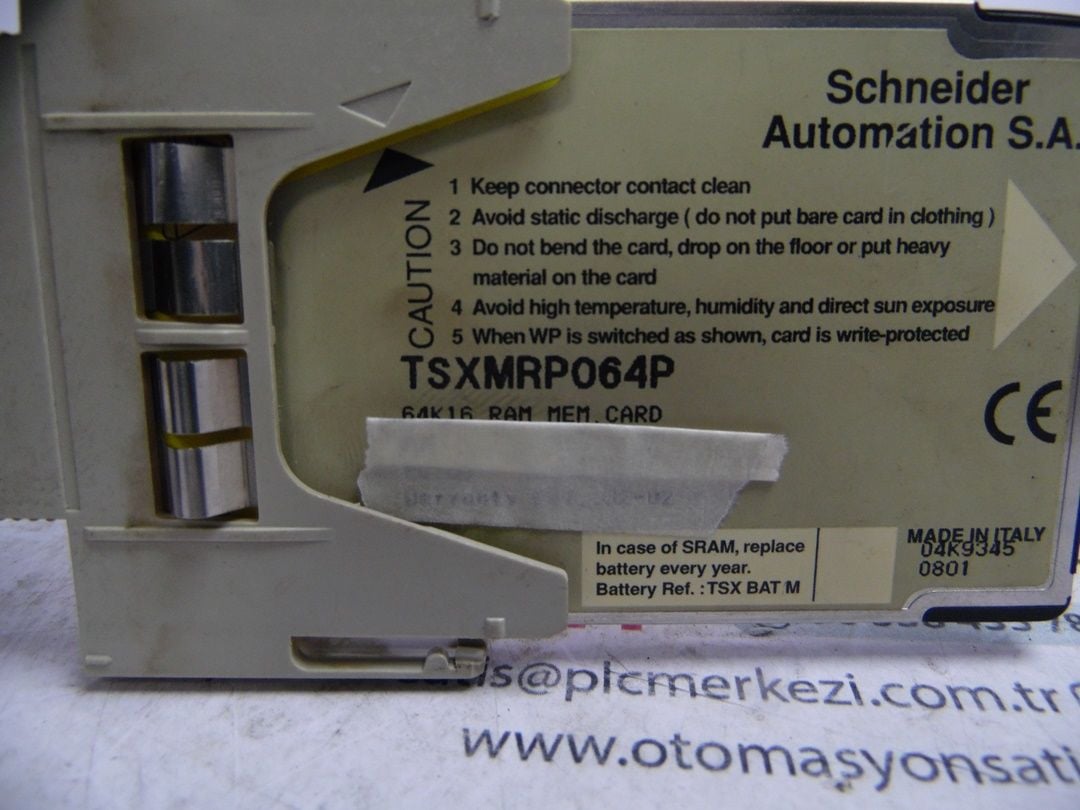 Schneider
Automation S.A.
CAUTION
1 Keep connector contact clean
2 Avoid static discharge ( do not put bare card in clothing )
3 Do not bend the card, drop on the floor or put heavy
material on the card
4 Avoid high temperature, humidity and direct sun exposure
5 When WP is switched as shown, card is write-protected
TSXMRP064P
64K16 RAM MEM.CARD
Warranty
CE
In case of SRAM, replace
battery every year.
Battery Ref. : TSX BAT M
MADE IN ITALY
04K9345
0801
@plcmerkezi.com.tr
www.otomasyonsati